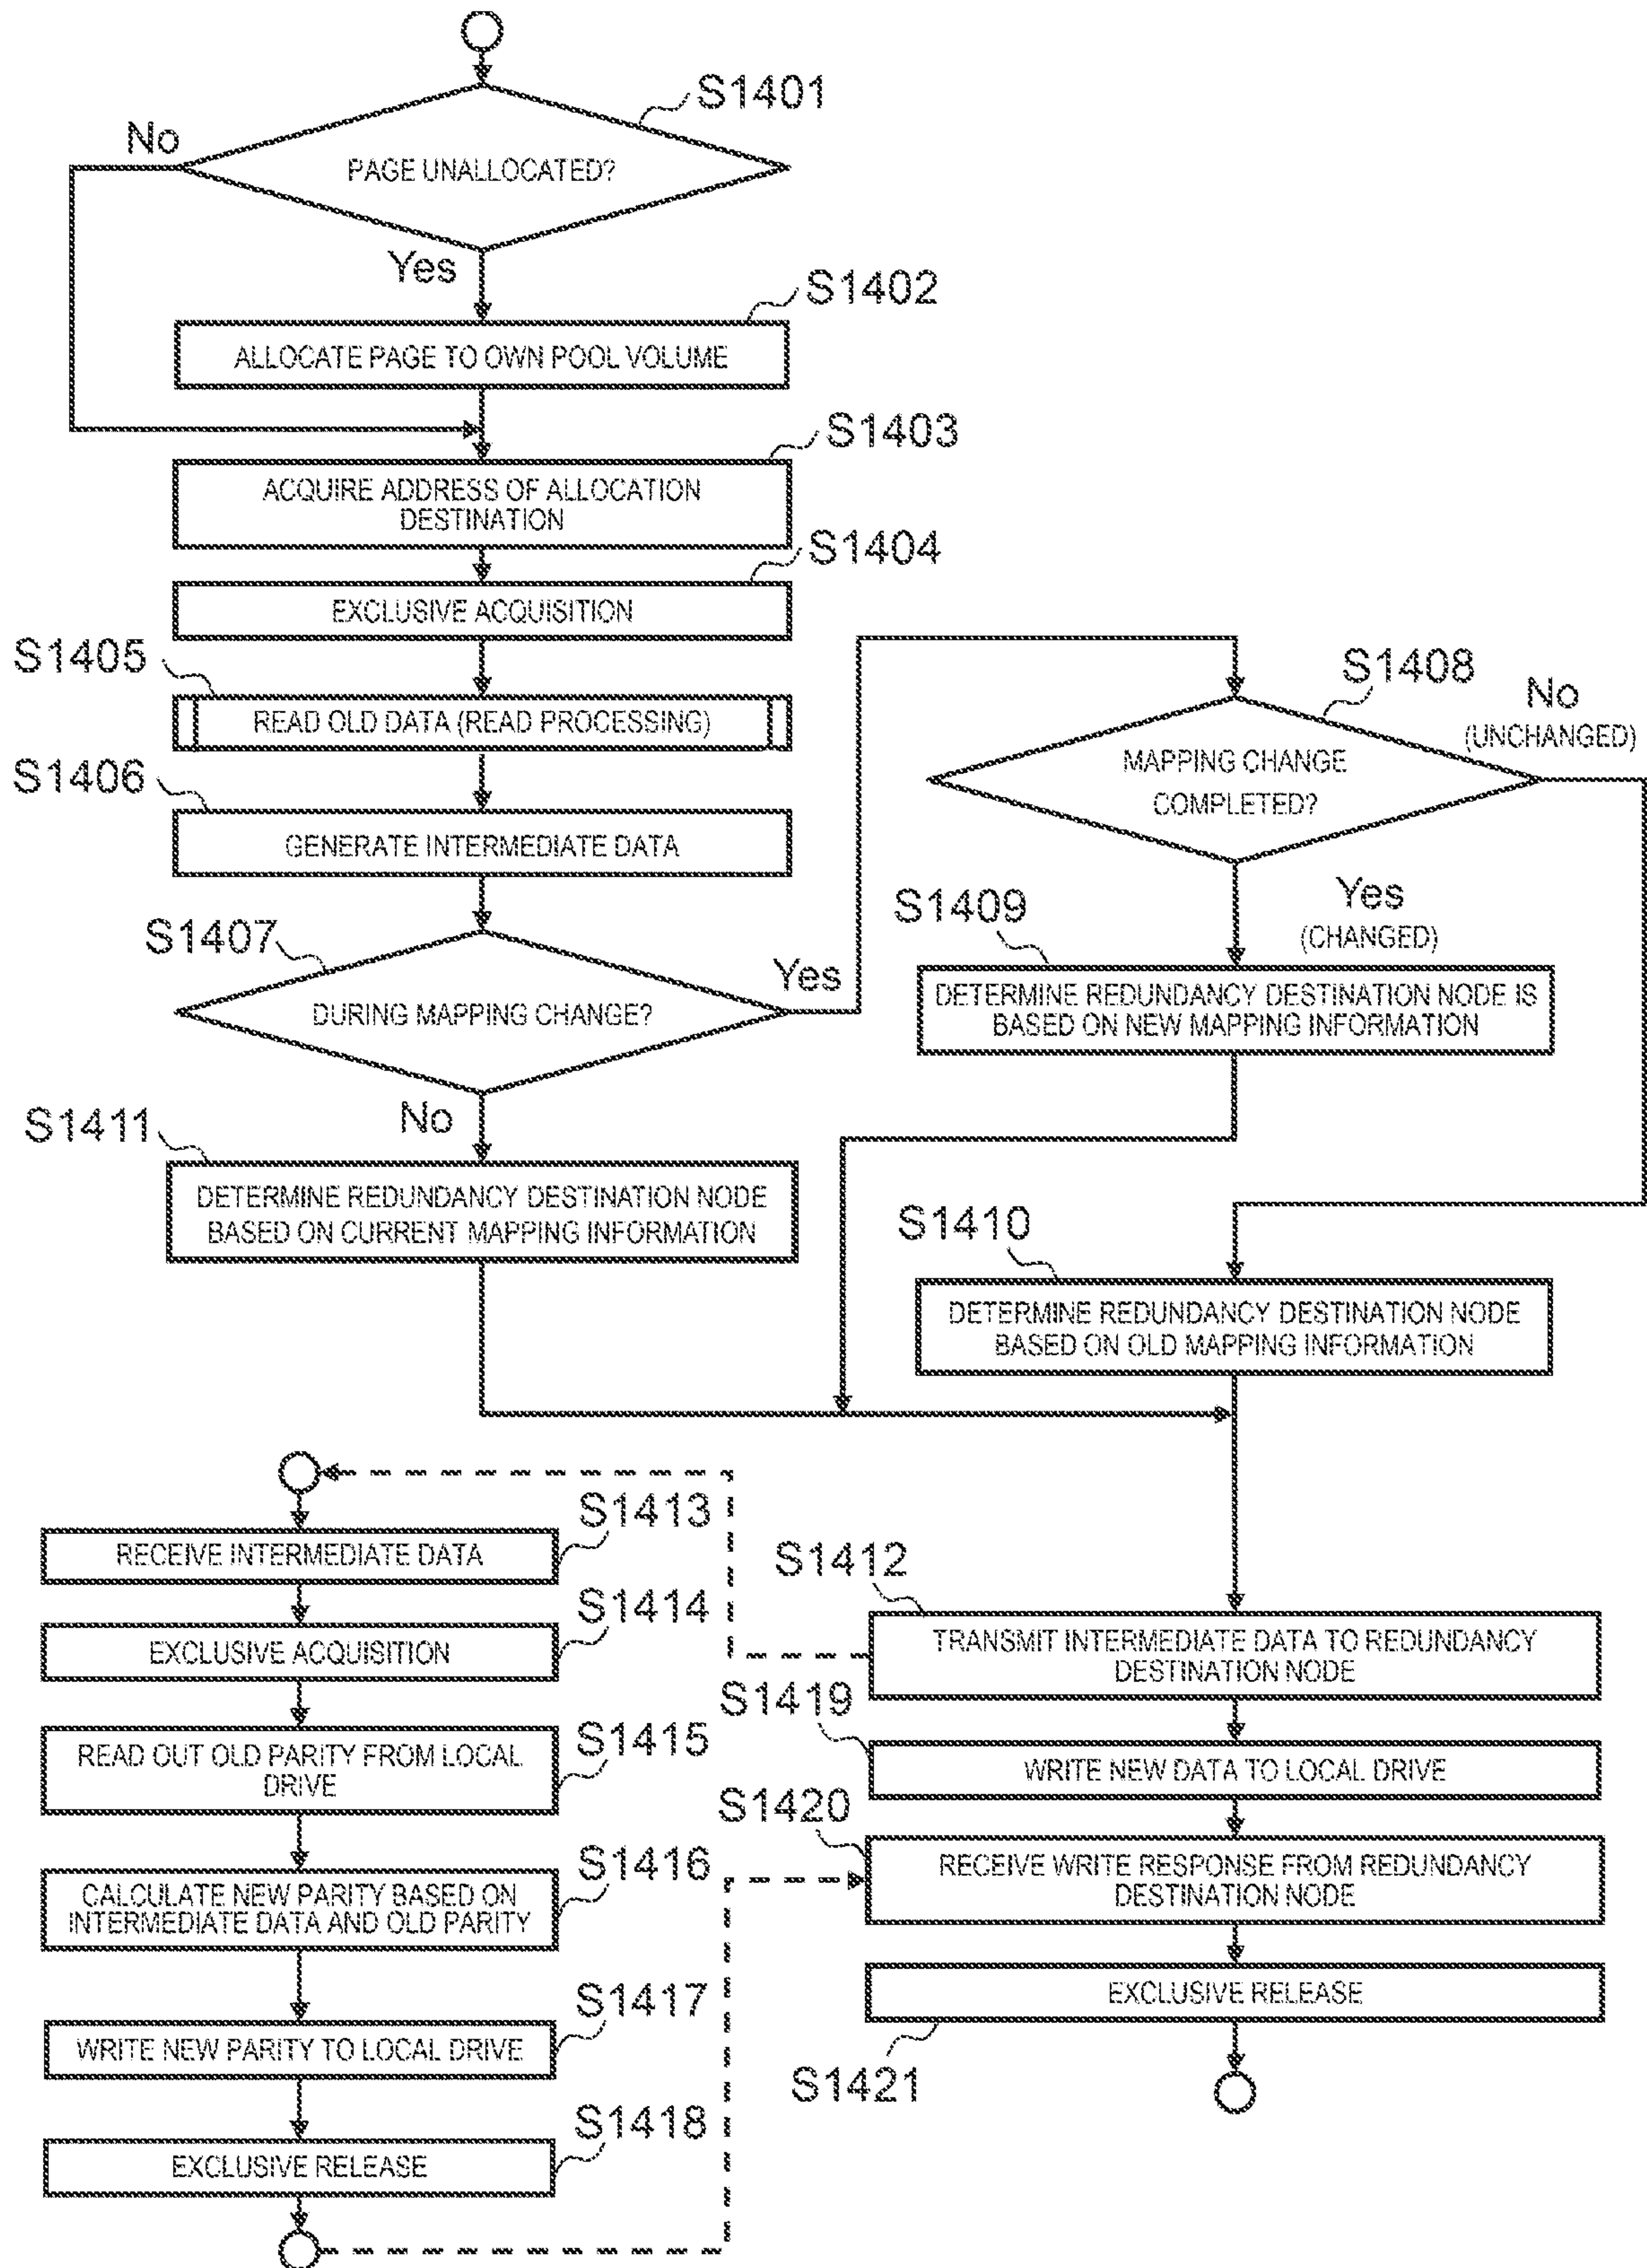 S1401
No
PAGE UNALLOCATED?
Yes
S1402
ALLOCATE PAGE TO OWN POOL VOLUME
S1403
ACQUIRE ADDRESS OF ALLOCATION
DESTINATION
S1404
EXCLUSIVE ACQUISITION
S1405
READ OLD DATA (READ PROCESSING)
S1406
GENERATE INTERMEDIATE DATA
S1407
DURING MAPPING CHANGE?
Yes
No
S1408
No
(UNCHANGED)
MAPPING CHANGE
COMPLETED?
Yes
(CHANGED)
S1409
DETERMINE REDUNDANCY DESTINATION NODE IS
BASED ON NEW MAPPING INFORMATION
S1411
DETERMINE REDUNDANCY DESTINATION NODE
BASED ON CURRENT MAPPING INFORMATION
S1410
DETERMINE REDUNDANCY DESTINATION NODE
BASED ON OLD MAPPING INFORMATION
S1412
TRANSMIT INTERMEDIATE DATA TO REDUNDANCY
DESTINATION NODE
S1413
RECEIVE INTERMEDIATE DATA
S1414
EXCLUSIVE ACQUISITION
S1415
READ OUT OLD PARITY FROM LOCAL
DRIVE
S1416
CALCULATE NEW PARITY BASED ON
INTERMEDIATE DATA AND OLD PARITY
S1417
WRITE NEW PARITY TO LOCAL DRIVE
S1418
EXCLUSIVE RELEASE
S1419
WRITE NEW DATA TO LOCAL DRIVE
S1420
RECEIVE WRITE RESPONSE FROM REDUNDANCY
DESTINATION NODE
EXCLUSIVE RELEASE
S1421